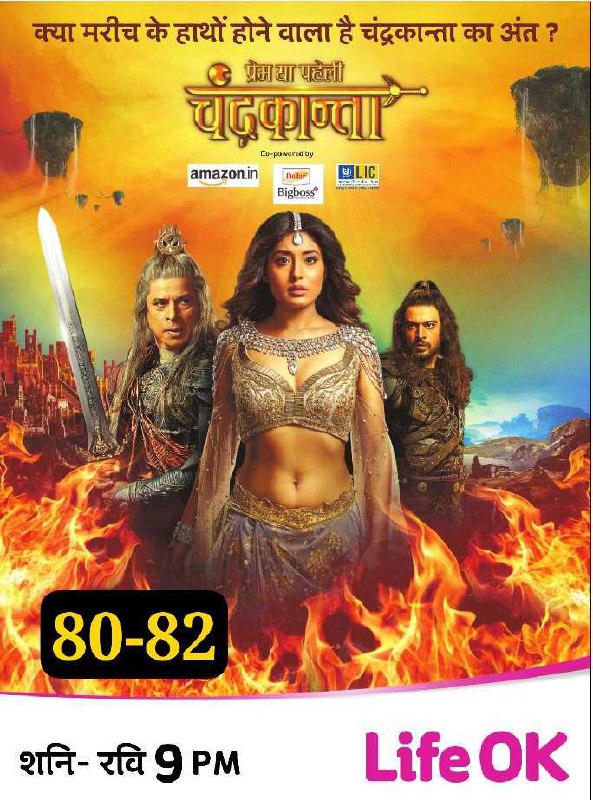 क्या मरीच के हाथों होने वाला है चंद्रकान्ता का अंत ?
प्रेम या पहेली
चंद्रकान्ता
Co-powered by
amazon.in
Bigboss
LIC
80-82
शनि- रवि 9 PM
Life OK